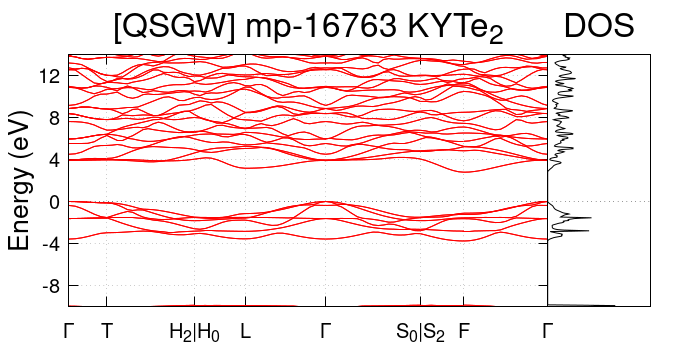 [QSGW] mp-16763 KYTe₂ DOS
Energy (eV)
12
8
4
0
-4
-8
Γ T H₂|H₀ L Γ S₀|S₂ F Γ